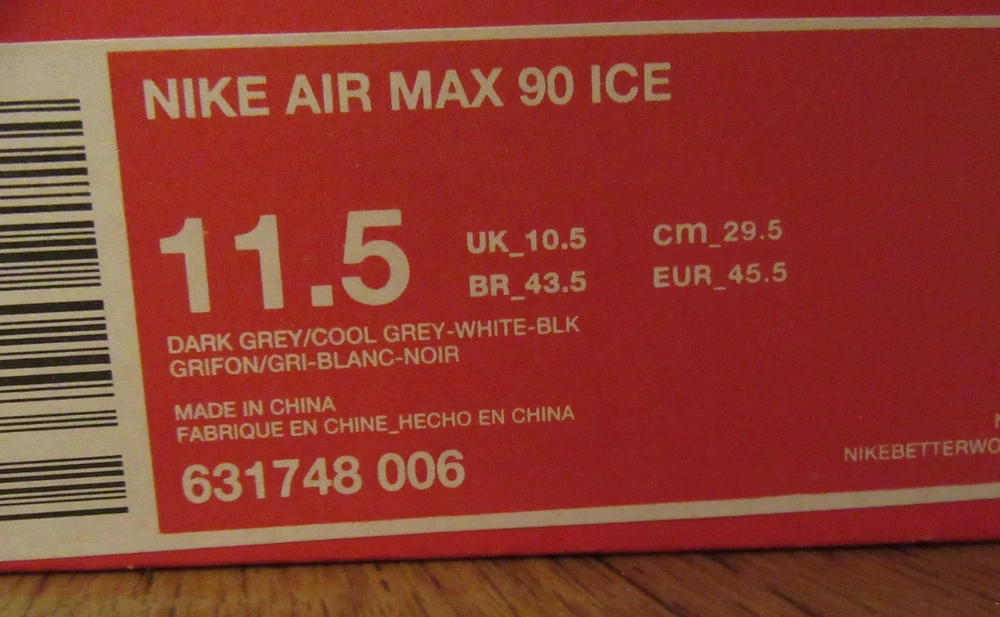 NIKE AIR MAX 90 ICE
11.5
UK_10.5 cm_29.5
BR_43.5 EUR_45.5
DARK GREY/COOL GREY-WHITE-BLK
GRIFON/GRI-BLANC-NOIR
MADE IN CHINA
FABRIQUE EN CHINE_HECHO EN CHINA
631748 006